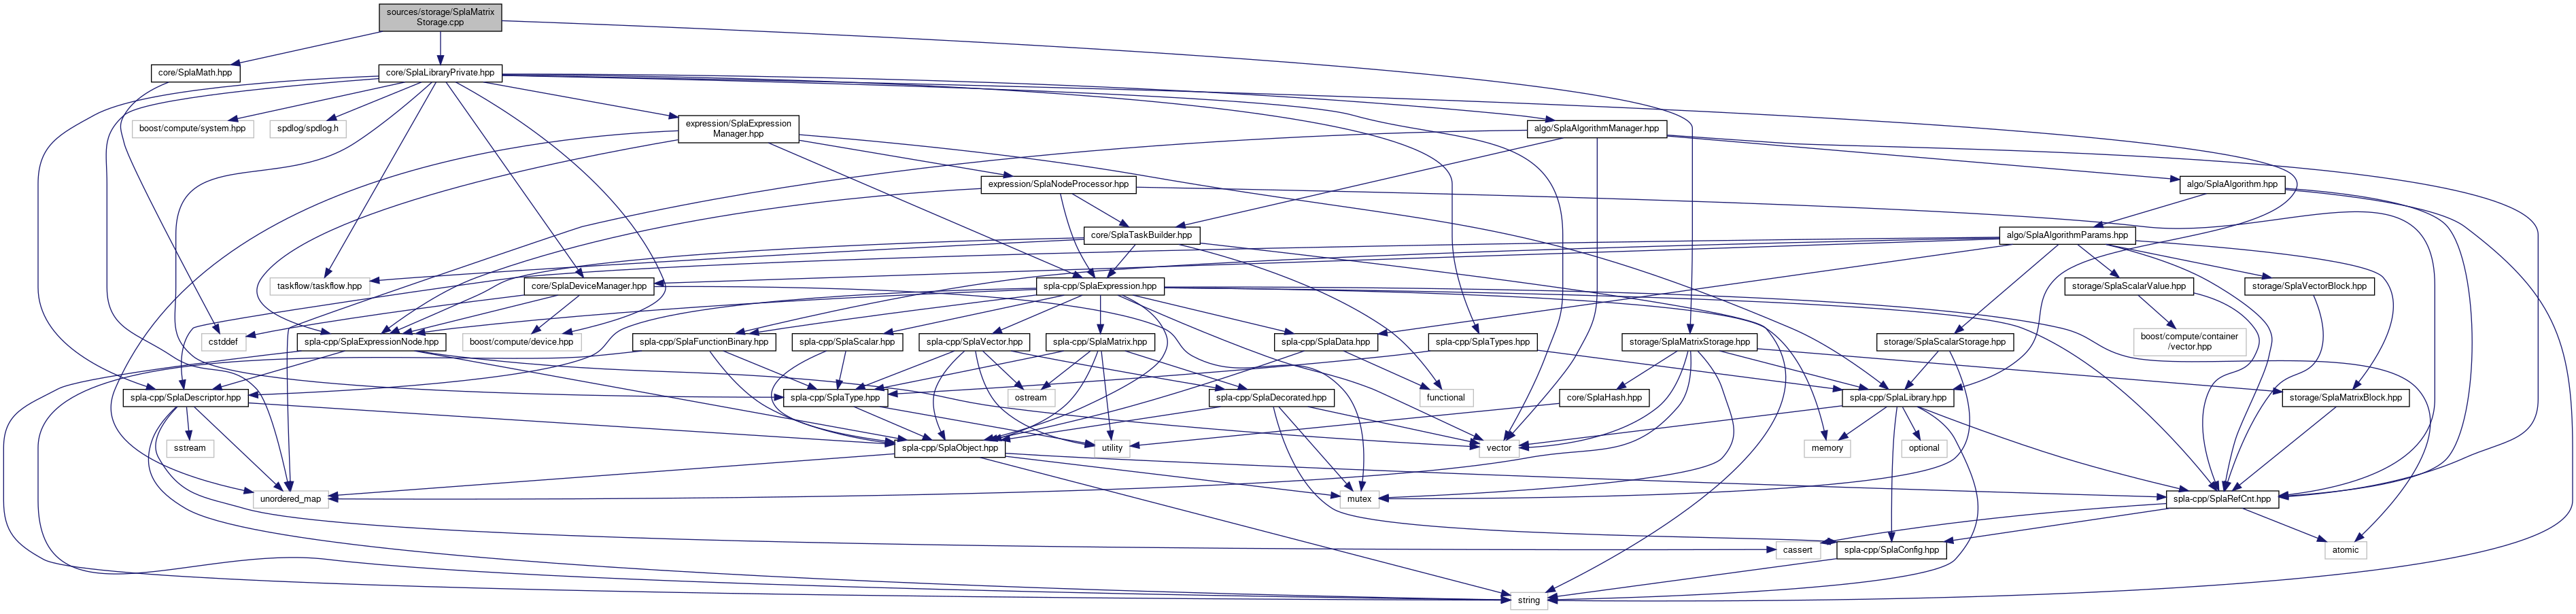 sources/storage/SplaMatrix
Storage.cpp
core/SplaMath.hpp
core/SplaLibraryPrivate.hpp
boost/compute/system.hpp
spdlog/spdlog.h
expression/SplaExpression
Manager.hpp
algo/SplaAlgorithmManager.hpp
expression/SplaNodeProcessor.hpp
algo/SplaAlgorithm.hpp
core/SplaTaskBuilder.hpp
algo/SplaAlgorithmParams.hpp
taskflow/taskflow.hpp
core/SplaDeviceManager.hpp
spla-cpp/SplaExpression.hpp
storage/SplaScalarValue.hpp
storage/SplaVectorBlock.hpp
cstddef
spla-cpp/SplaExpressionNode.hpp
boost/compute/device.hpp
spla-cpp/SplaFunctionBinary.hpp
spla-cpp/SplaScalar.hpp
spla-cpp/SplaVector.hpp
spla-cpp/SplaMatrix.hpp
spla-cpp/SplaData.hpp
spla-cpp/SplaTypes.hpp
storage/SplaMatrixStorage.hpp
storage/SplaScalarStorage.hpp
boost/compute/container
/vector.hpp
spla-cpp/SplaDescriptor.hpp
spla-cpp/SplaType.hpp
ostream
spla-cpp/SplaDecorated.hpp
functional
core/SplaHash.hpp
spla-cpp/SplaLibrary.hpp
storage/SplaMatrixBlock.hpp
sstream
spla-cpp/SplaObject.hpp
utility
vector
memory
optional
unordered_map
mutex
spla-cpp/SplaRefCnt.hpp
cassert
spla-cpp/SplaConfig.hpp
atomic
string